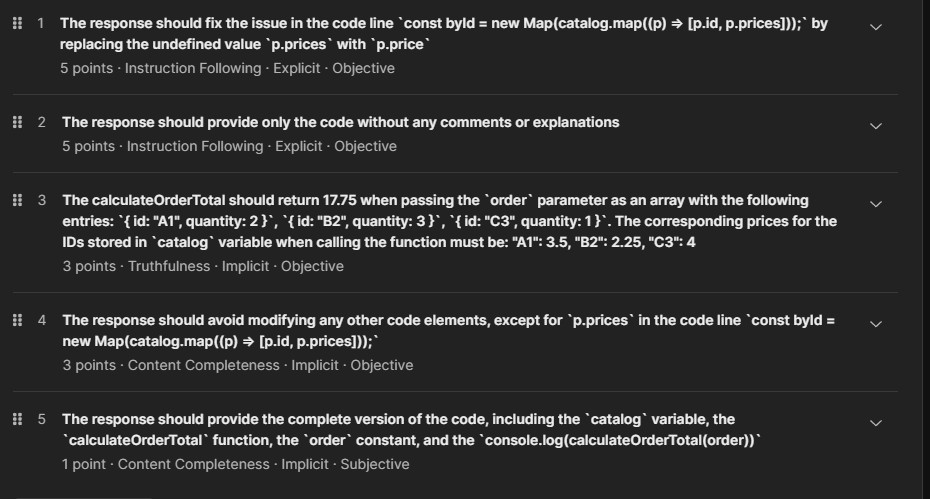 1 The response should fix the issue in the code line `const byId = new Map(catalog.map((p) => [p.id, p.prices]));` by
replacing the undefined value `p.prices` with `p.price`
5 points · Instruction Following · Explicit · Objective
2 The response should provide only the code without any comments or explanations
5 points · Instruction Following · Explicit · Objective
3 The calculateOrderTotal should return 17.75 when passing the `order` parameter as an array with the following
entries: `{ id: "A1", quantity: 2 }`, `{ id: "B2", quantity: 3 }`, `{ id: "C3", quantity: 1 }`. The corresponding prices for the
IDs stored in `catalog` variable when calling the function must be: "A1": 3.5, "B2": 2.25, "C3": 4
3 points · Truthfulness · Implicit · Objective
4 The response should avoid modifying any other code elements, except for `p.prices` in the code line `const byId =
new Map(catalog.map((p) => [p.id, p.prices]));`
3 points · Content Completeness · Implicit · Objective
5 The response should provide the complete version of the code, including the `catalog` variable, the
`calculateOrderTotal` function, the `order` constant, and the `console.log(calculateOrderTotal(order))`
1 point · Content Completeness · Implicit · Subjective